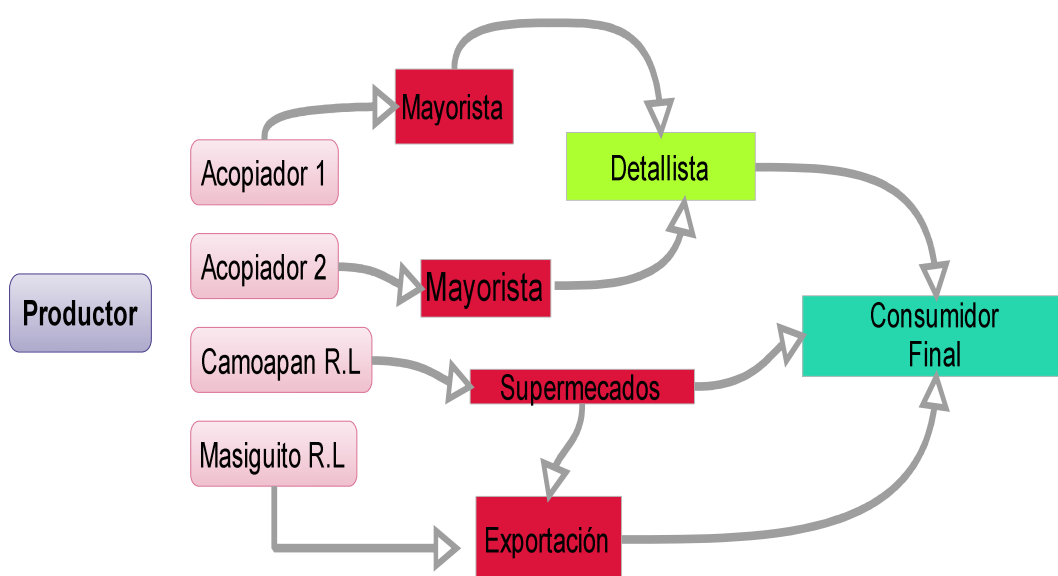 Mayorista
Detallista
Acopiador 1
Acopiador 2
Mayorista
Productor
Consumidor
Final
Camoapan R.L
Supermecados
Masiguito R.L
Exportación